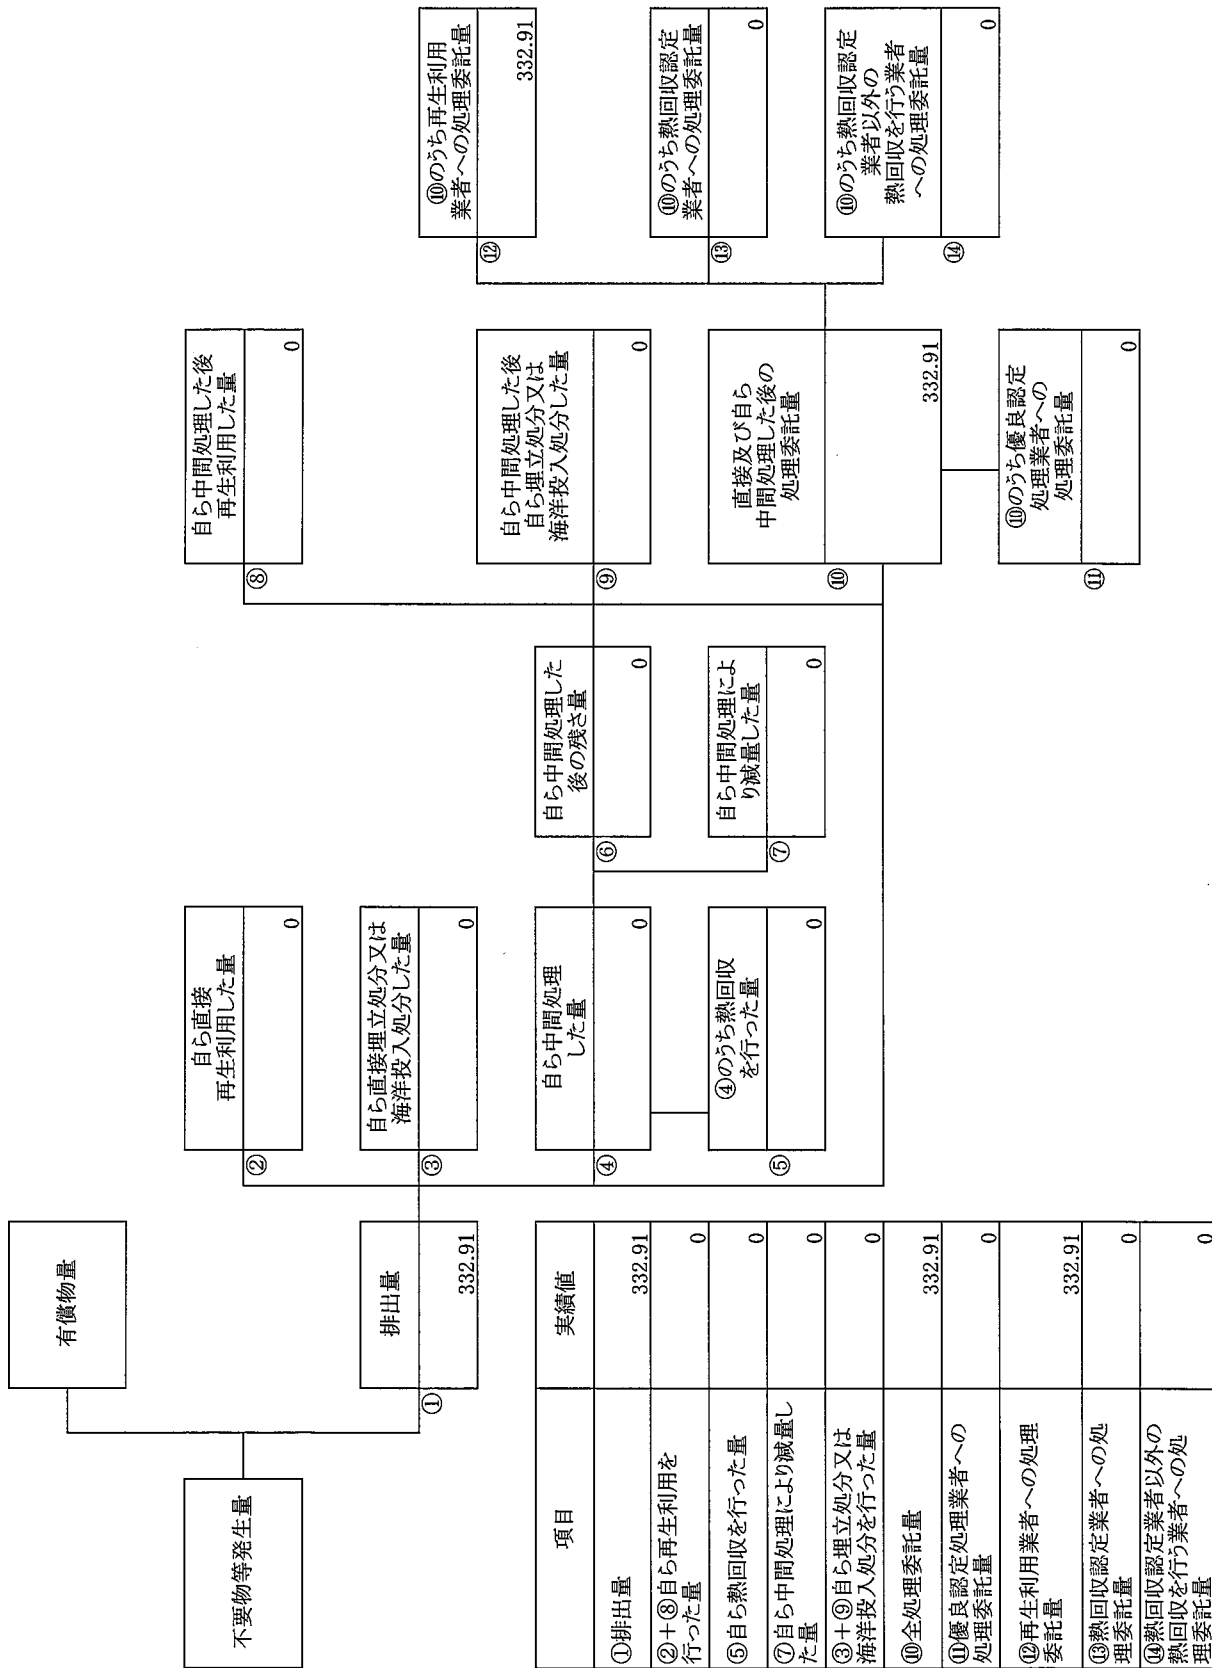 不要物等発生量
有償物量
①
排出量
332.91
②
自ら直接
再生利用した量
0
③
自ら直接埋立処分又は
海洋投入処分した量
0
④
自ら中間処理
した量
0
⑤
④のうち熱回収
を行った量
0
⑥
自ら中間処理した
後の残さ量
0
⑦
自ら中間処理によ
り減量した量
0
⑧
自ら中間処理した後
再生利用した量
0
⑨
自ら中間処理した後
自ら埋立処分又は
海洋投入処分した量
0
⑩
直接及び自ら
中間処理した後の
処理委託量
332.91
⑪
⑩のうち優良認定
処理業者への
処理委託量
0
⑫
⑩のうち再生利用
業者への処理委託量
332.91
⑬
⑩のうち熱回収認定
業者への処理委託量
0
⑭
⑩のうち熱回収認定
業者以外の
熱回収を行う業者
への処理委託量
0
項目 実績値
①排出量 332.91
②+⑧自ら再生利用を
行った量 0
⑤自ら熱回収を行った量 0
⑦自ら中間処理により減量し
た量 0
③+⑨自ら埋立処分又は
海洋投入処分を行った量 0
⑩全処理委託量 332.91
⑪優良認定処理業者への
処理委託量 0
⑫再生利用業者への処理
委託量 332.91
⑬熱回収認定業者への処
理委託量 0
⑭熱回収認定業者以外の
熱回収を行う業者への処
理委託量 0